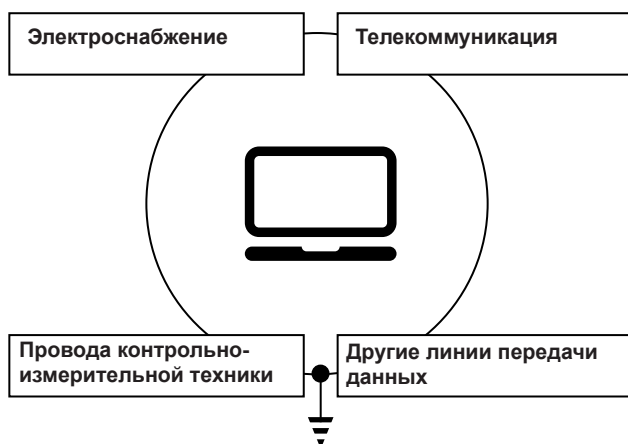 Электроснабжение
Телекоммуникация
Провода контрольно-
измерительной техники
Другие линии передачи
данных